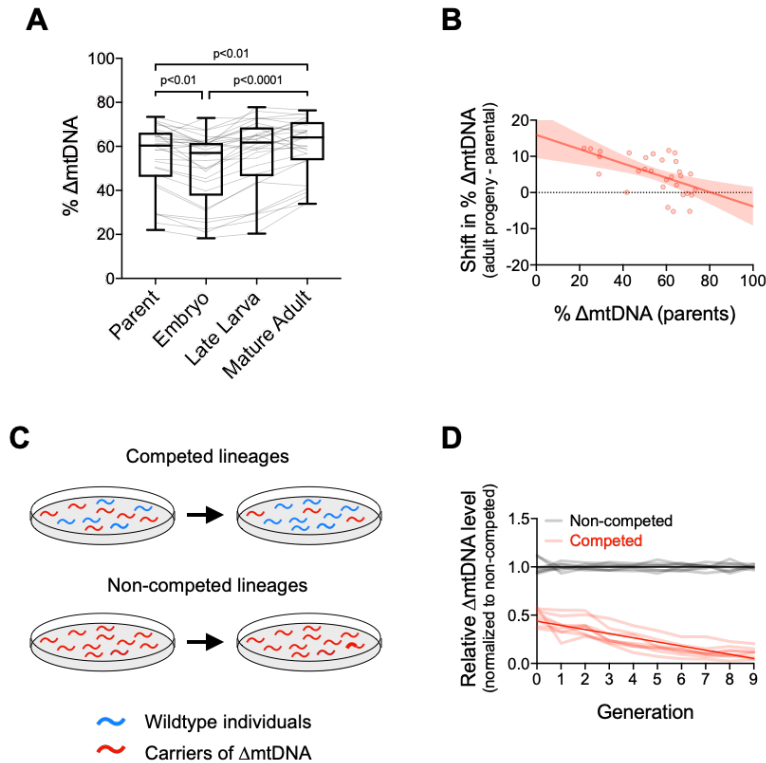 A
p<0.01
p<0.01
p<0.0001
% ΔmtDNA
100
80
60
40
20
0
Parent
Embryo
Late Larva
Mature Adult
B
Shift in % ΔmtDNA
(adult progeny - parental)
20
10
0
-10
-20
0
20
40
60
80
100
% ΔmtDNA (parents)
C
Competed lineages
Non-competed lineages
Wildtype individuals
Carriers of ΔmtDNA
D
Relative ΔmtDNA level
(normalized to non-competed)
1.5
1.0
0.5
0.0
Non-competed
Competed
0
1
2
3
4
5
6
7
8
9
Generation